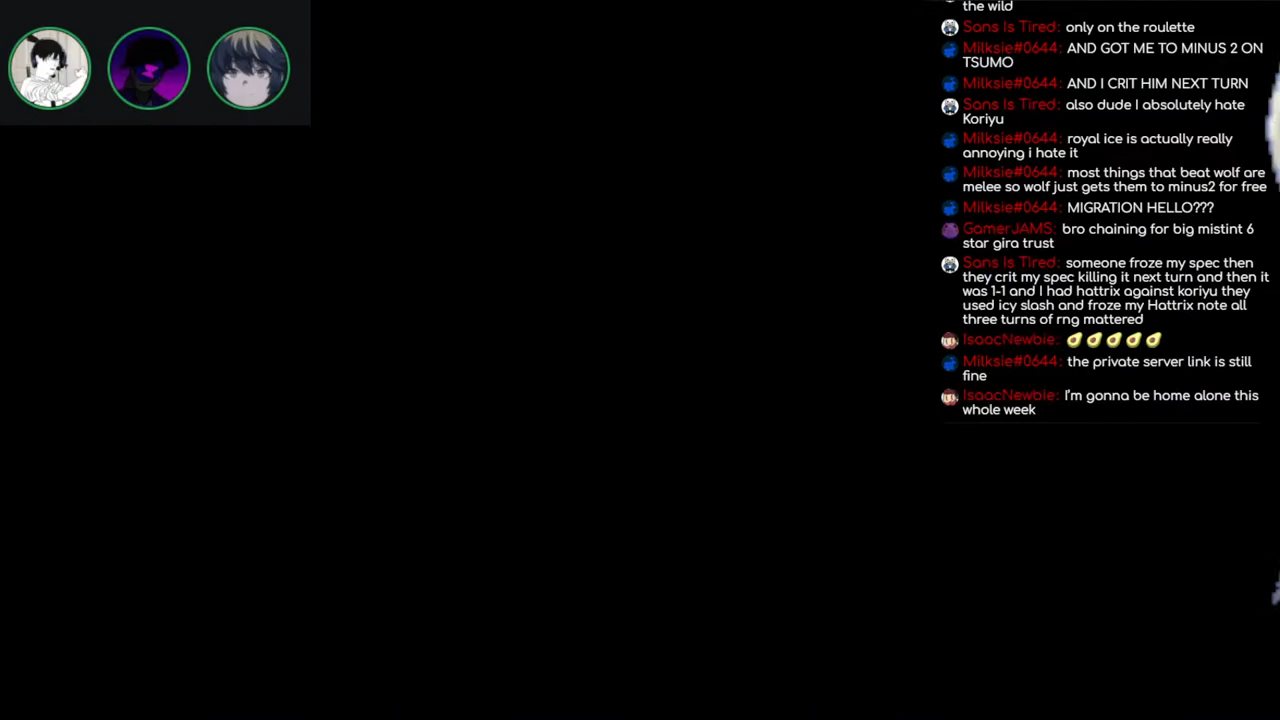 the wild
Sans Is Tired: only on the roulette
Milksie#0644: AND GOT ME TO MINUS 2 ON
TSUMO
Milksie#0644: AND I CRIT HIM NEXT TURN
Sans Is Tired: also dude I absolutely hate
Koriyu
Milksie#0644: royal ice is actually really
annoying i hate it
Milksie#0644: most things that beat wolf are
melee so wolf just gets them to minus2 for free
Milksie#0644: MIGRATION HELLO???
GamerJAMS: bro chaining for big mistint 6
star gira trust
Sans Is Tired: someone froze my spec then
they crit my spec killing it next turn and then it
was 1-1 and I had hattrix against koriyu they
used icy slash and froze my Hattrix note all
three turns of rng mattered
IsaacNewbie: 🥑🥑🥑🥑🥑
Milksie#0644: the private server link is still
fine
IsaacNewbie: I'm gonna be home alone this
whole week